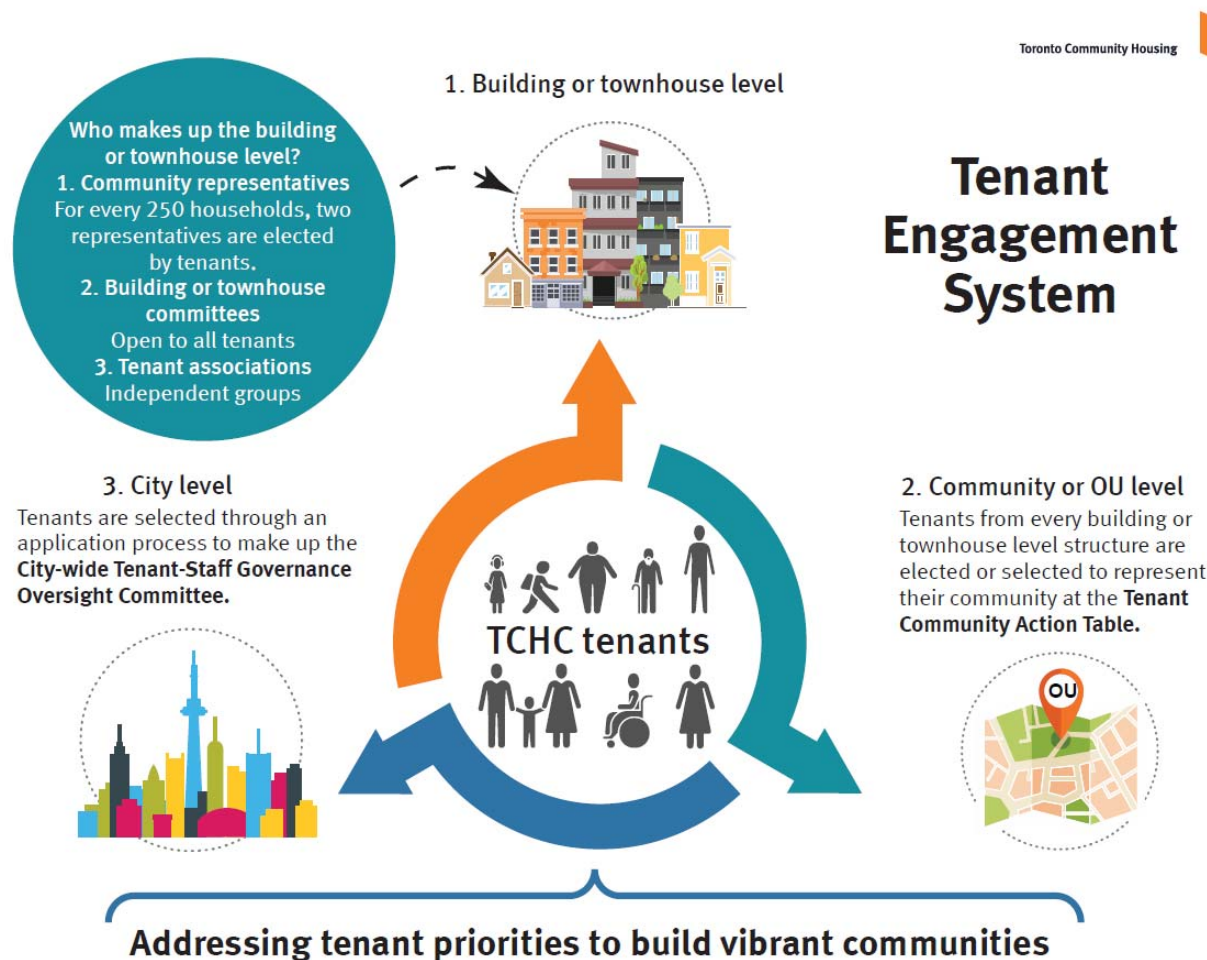 Toronto Community Housing
1. Building or townhouse level
Tenant
Engagement
System
Who makes up the building
or townhouse level?
1. Community representatives
For every 250 households, two
representatives are elected
by tenants.
2. Building or townhouse
committees
Open to all tenants
3. Tenant associations
Independent groups
3. City level
Tenants are selected through an
application process to make up the
City-wide Tenant-Staff Governance
Oversight Committee.
2. Community or OU level
Tenants from every building or
townhouse level structure are
elected or selected to represent
their community at the Tenant
Community Action Table.
TCHC tenants
OU
Addressing tenant priorities to build vibrant communities